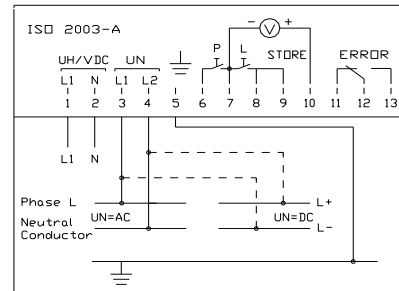 ISO 2003-A
- V +
P L
UH/VDC UN STORE ERROR
L1 N L1 L2
1 2 3 4 5 6 7 8 9 10 11 12 13
L1 N
Phase L L+
UN=AC UN=DC
Neutral
Conductor L-